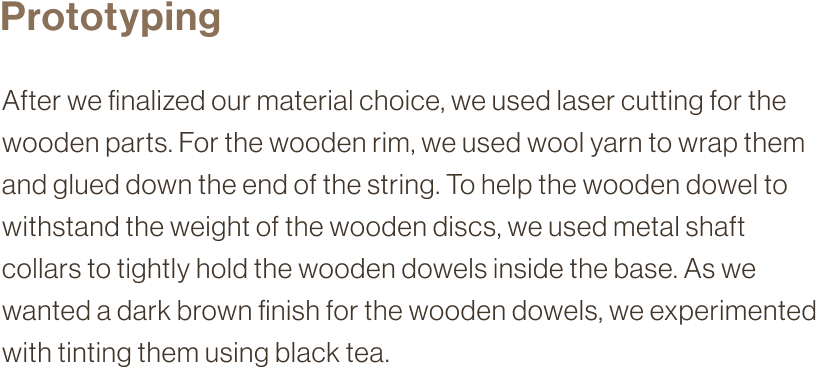 Prototyping
After we finalized our material choice, we used laser cutting for the
wooden parts. For the wooden rim, we used wool yarn to wrap them
and glued down the end of the string. To help the wooden dowel to
withstand the weight of the wooden discs, we used metal shaft
collars to tightly hold the wooden dowels inside the base. As we
wanted a dark brown finish for the wooden dowels, we experimented
with tinting them using black tea.